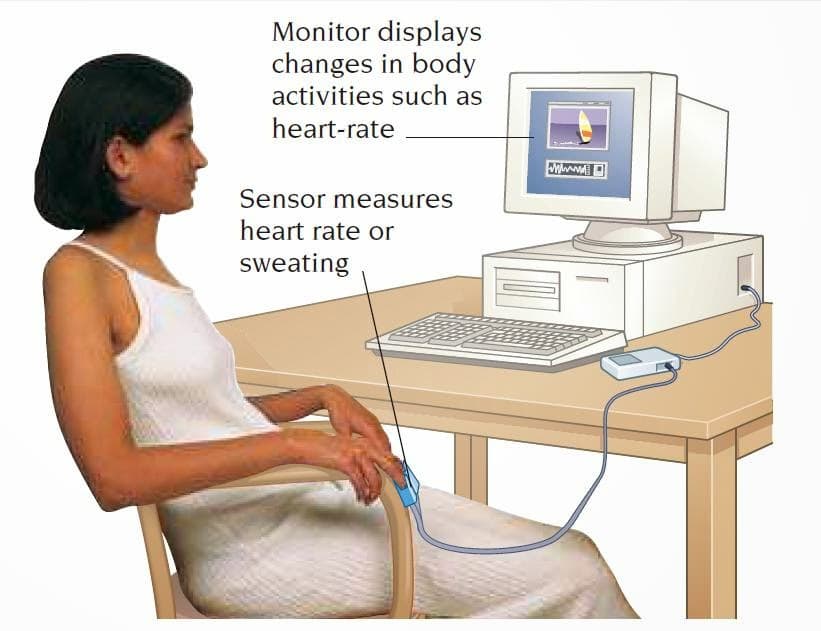 Monitor displays
changes in body
activities such as
heart-rate
Sensor measures
heart rate or
sweating